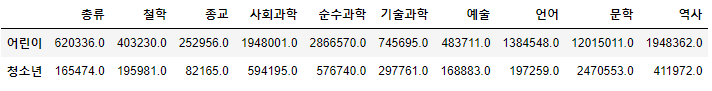 총류 철학 종교 사회과학 순수과학 기술과학 예술 언어 문학 역사
어린이 620336.0 403230.0 252956.0 1948001.0 2866570.0 745695.0 483711.0 1384548.0 12015011.0 1948362.0
청소년 165474.0 195981.0 82165.0 594195.0 576740.0 297761.0 168883.0 197259.0 2470553.0 411972.0